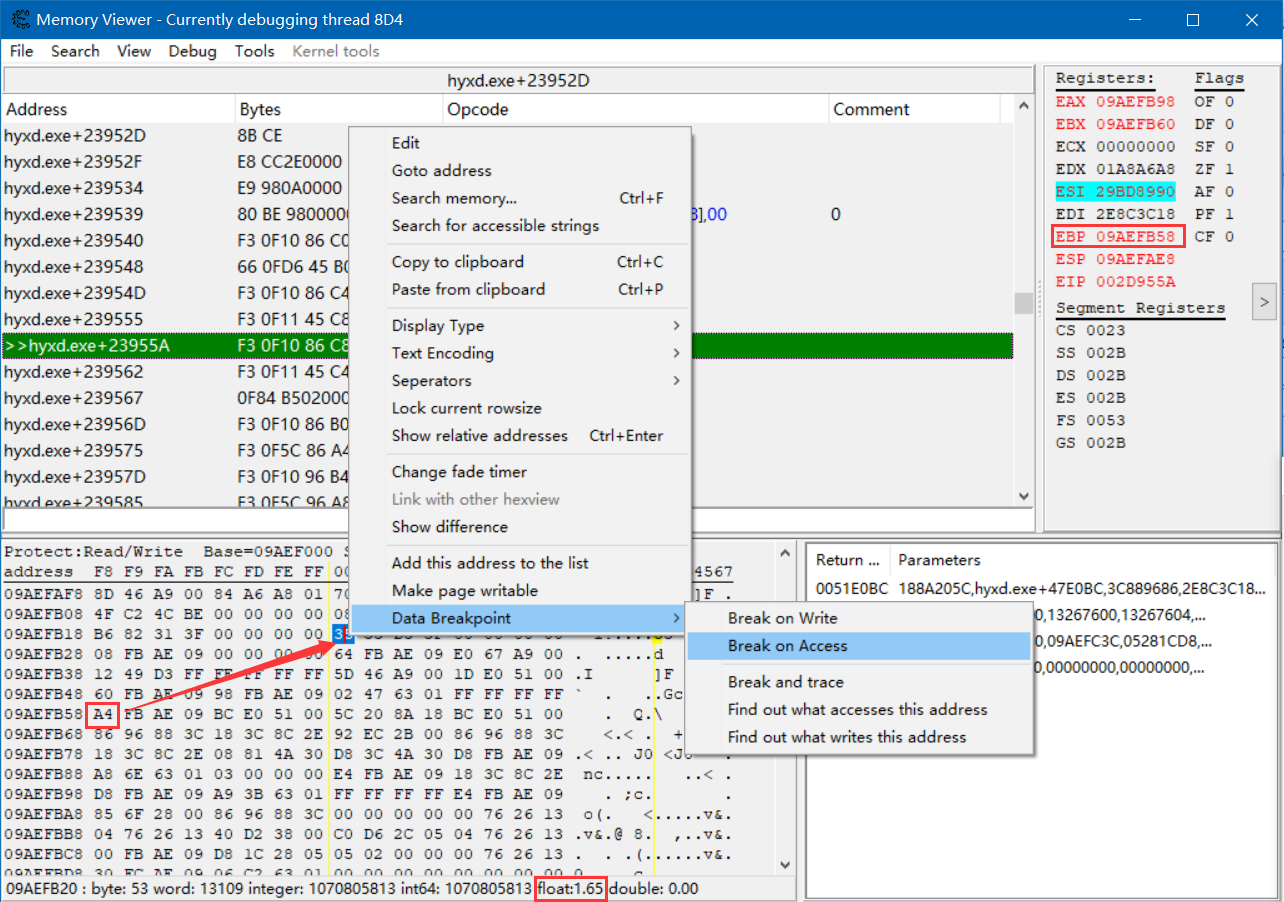 Memory Viewer - Currently debugging thread 8D4
File Search View Debug Tools Kernel tools
hyxd.exe+23952D
Address Bytes Opcode Comment
hyxd.exe+23952D 8B CE
hyxd.exe+23952F E8 CC2E0000
hyxd.exe+239534 E9 980A0000
hyxd.exe+239539 80 BE 980000 ],00 0
hyxd.exe+239540 F3 0F10 86 C0
hyxd.exe+239548 66 0FD6 45 B0
hyxd.exe+23954D F3 0F10 86 C4
hyxd.exe+239555 F3 0F11 45 C8
>>hyxd.exe+23955A F3 0F10 86 C8
hyxd.exe+239562 F3 0F11 45 C4
hyxd.exe+239567 0F84 B502000
hyxd.exe+23956D F3 0F10 86 B0
hyxd.exe+239575 F3 0F5C 86 A4
hyxd.exe+23957D F3 0F10 96 B4
hyxd.exe+239585 F3 0F5C 96 A8
Registers: Flags
EAX 09AEFB98 OF 0
EBX 09AEFB60 DF 0
ECX 00000000 SF 0
EDX 01A8A6A8 ZF 1
ESI 29BD8990 AF 0
EDI 2E8C3C18 PF 1
EBP 09AEFB58 CF 0
ESP 09AEFAE8
EIP 002D955A
Segment Registers
CS 0023
SS 002B
DS 002B
ES 002B
FS 0053
GS 002B
>
Edit
Goto address
Search memory... Ctrl+F
Search for accessible strings
Copy to clipboard Ctrl+C
Paste from clipboard Ctrl+P
Display Type
Text Encoding
Seperators
Lock current rowsize
Show relative addresses Ctrl+Enter
Change fade timer
Link with other hexview
Show difference
Add this address to the list
Make page writable
Data Breakpoint
Break on Write
Break on Access
Break and trace
Find out what accesses this address
Find out what writes this address
Protect:Read/Write Base=09AEF000
address F8 F9 FA FB FC FD FE FF 00 4567
09AEFAF8 8D 46 A9 00 84 A6 A8 01 70 ]F .
09AEFB08 4F C2 4C BE 00 00 00 00 08
09AEFB18 B6 82 31 3F 00 00 00 00
09AEFB28 08 FB AE 09 00 00 00 00 64 FB AE 09 E0 67 A9 00 . .....d
09AEFB38 12 49 D3 FF FF FF FF FF 5D 46 A9 00 1D E0 51 00 .I ]F
09AEFB48 60 FB AE 09 98 FB AE 09 02 47 63 01 FF FF FF FF ` . ..Gc
09AEFB58 A4 FB AE 09 BC E0 51 00 5C 20 8A 18 BC E0 51 00 . Q.\
09AEFB68 86 96 88 3C 18 3C 8C 2E 92 EC 2B 00 86 96 88 3C <.< . +
09AEFB78 18 3C 8C 2E 08 81 4A 30 D8 3C 4A 30 D8 FB AE 09 .< .. J0 <J0
09AEFB88 A8 6E 63 01 03 00 00 00 E4 FB AE 09 18 3C 8C 2E nc..... ..< .
09AEFB98 D8 FB AE 09 A9 3B 63 01 FF FF FF FF E4 FB AE 09 . ;c. .
09AEFBA8 85 6F 28 00 86 96 88 3C 00 00 00 00 00 76 26 13 o(. <.....v&.
09AEFBB8 04 76 26 13 40 D2 38 00 C0 D6 2C 05 04 76 26 13 .v&.@ 8. ,..v&.
09AEFBC8 00 FB AE 09 D8 1C 28 05 05 02 00 00 00 76 26 13 . . .(......v&.
09AEFB20 : byte: 53 word: 13109 integer: 1070805813 int64: 1070805813 float:1.65 double: 0.00
Return ... Parameters
0051E0BC 188A205C,hyxd.exe+47E0BC,3C889686,2E8C3C18...
0,13267600,13267604,...
0,09AEFC3C,05281CD8,...
0,00000000,00000000,...